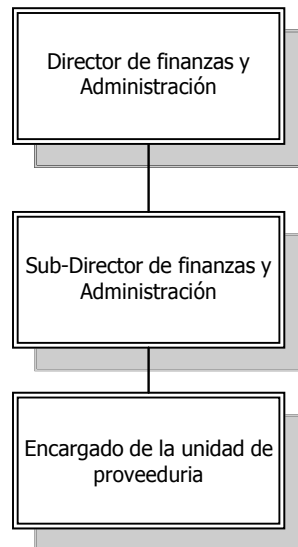 Director de finanzas y
Administración
Sub-Director de finanzas y
Administración
Encargado de la unidad de
proveeduria